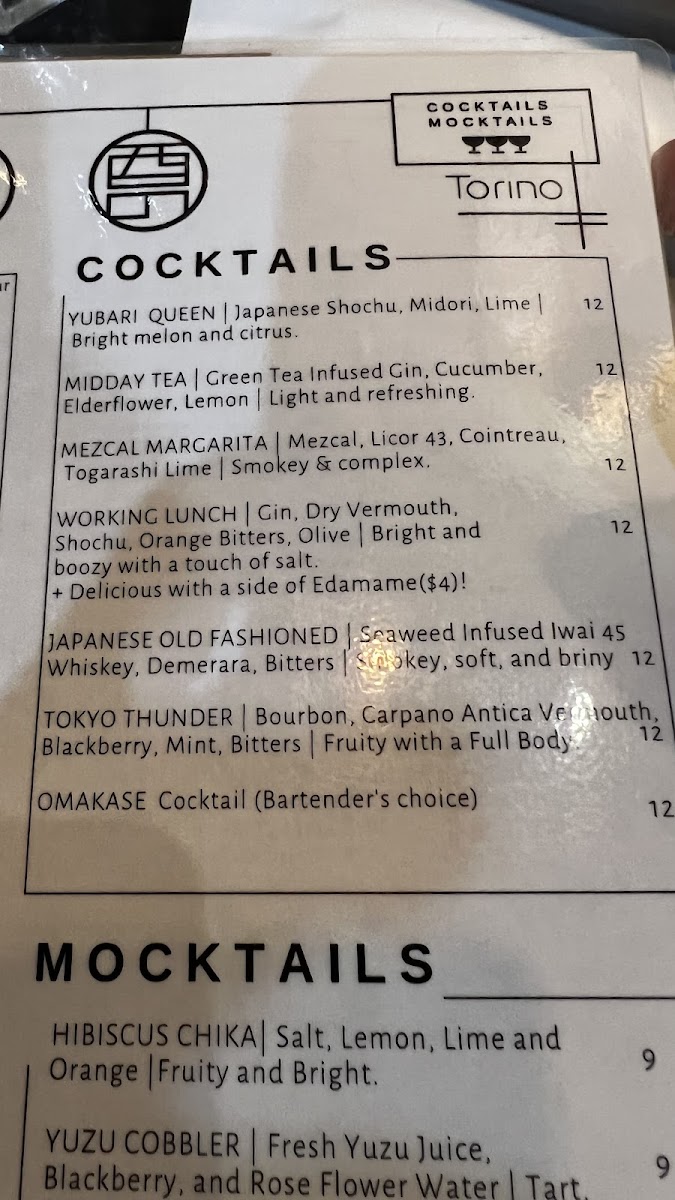 COCKTAILS
MOCKTAILS
Torino
COCKTAILS
YUBARI QUEEN | Japanese Shochu, Midori, Lime | 12
Bright melon and citrus.
MIDDAY TEA | Green Tea Infused Gin, Cucumber, 12
Elderflower, Lemon | Light and refreshing.
MEZCAL MARGARITA | Mezcal, Licor 43, Cointreau,
Togarashi Lime | Smokey & complex. 12
WORKING LUNCH | Gin, Dry Vermouth,
Shochu, Orange Bitters, Olive | Bright and 12
boozy with a touch of salt.
+ Delicious with a side of Edamame($4)!
JAPANESE OLD FASHIONED | Seaweed Infused Iwai 45
Whiskey, Demerara, Bitters | Smokey, soft, and briny 12
TOKYO THUNDER | Bourbon, Carpano Antica Vermouth,
Blackberry, Mint, Bitters | Fruity with a Full Body. 12
OMAKASE Cocktail (Bartender's choice) 12
MOCKTAILS
HIBISCUS CHIKA| Salt, Lemon, Lime and
Orange |Fruity and Bright. 9
YUZU COBBLER | Fresh Yuzu Juice,
Blackberry, and Rose Flower Water | Tart, 9